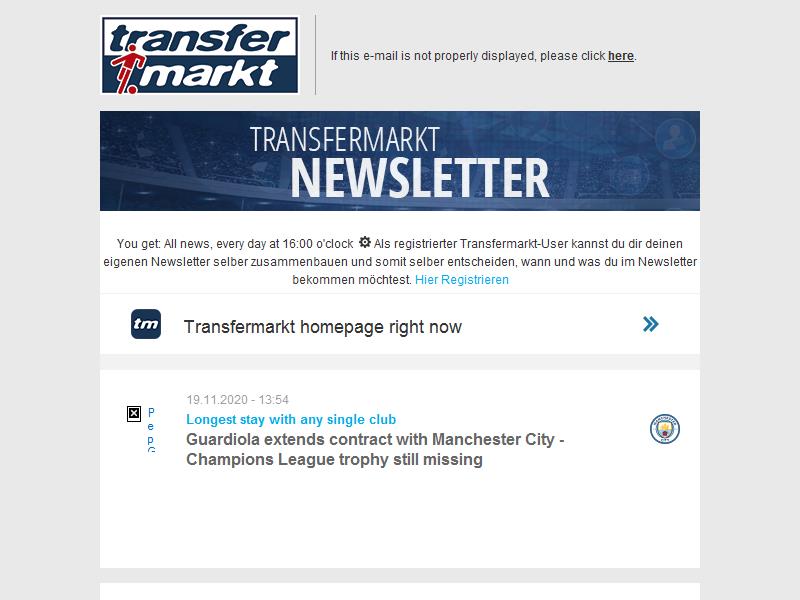 transfer
markt
If this e-mail is not properly displayed, please click here.
TRANSFERMARKT
NEWSLETTER
You get: All news, every day at 16:00 o'clock Als registrierter Transfermarkt-User kannst du dir deinen
eigenen Newsletter selber zusammenbauen und somit selber entscheiden, wann und was du im Newsletter
bekommen möchtest. Hier Registrieren
tm
Transfermarkt homepage right now
19.11.2020 - 13:54
P
e
p
Longest stay with any single club
Guardiola extends contract with Manchester City -
Champions League trophy still missing